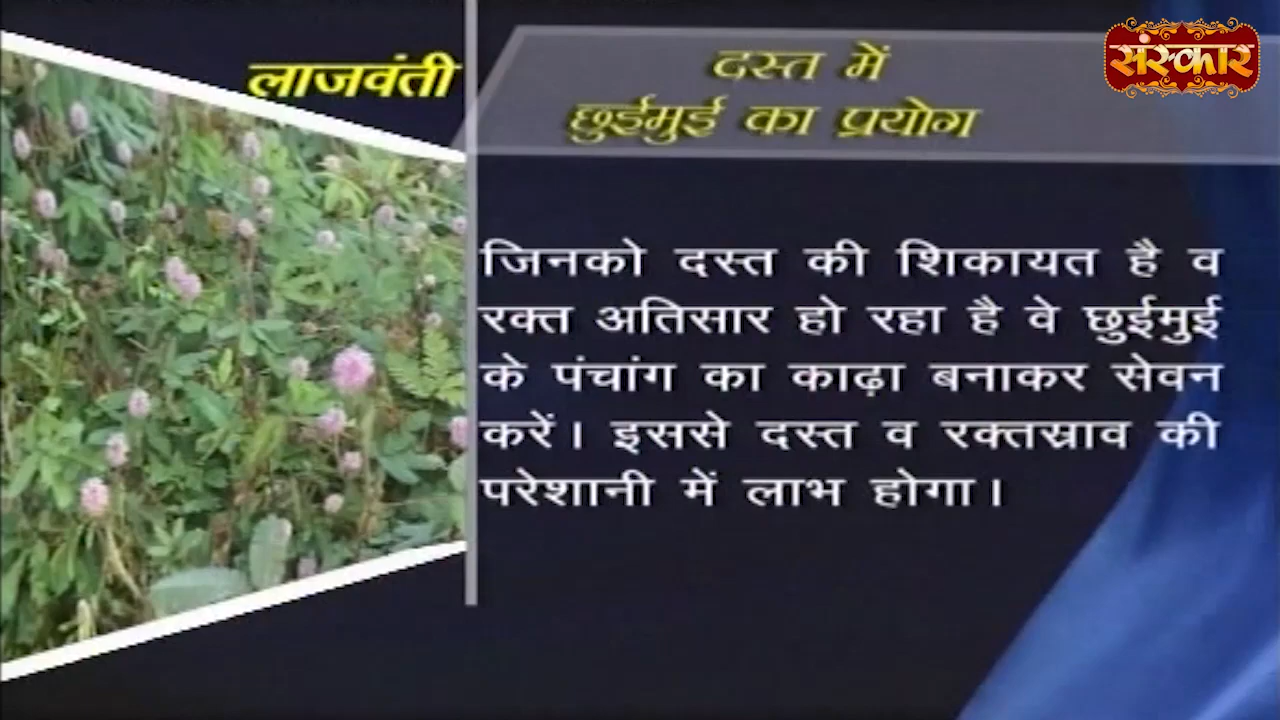 संस्कार
लाजवंती
दस्त में
छुईमुई का प्रयोग
जिनको दस्त की शिकायत है व
रक्त अतिसार हो रहा है वे छुईमुई
के पंचांग का काढ़ा बनाकर सेवन
करें। इससे दस्त व रक्तस्राव की
परेशानी में लाभ होगा।